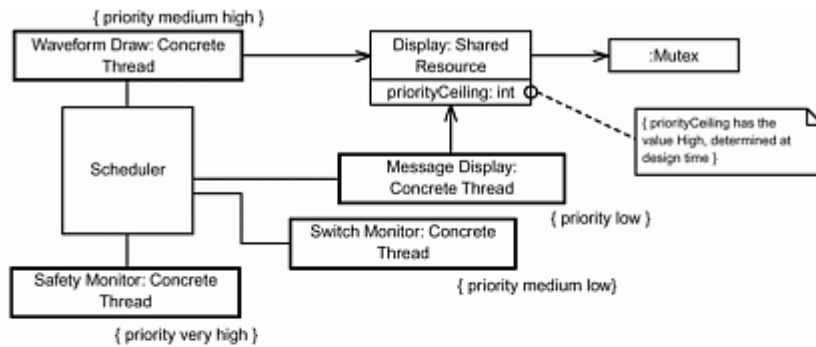 { priority medium high }
Waveform Draw: Concrete
Thread
Display: Shared
Resource
priorityCeiling: int
:Mutex
{ priorityCeiling has the
value High, determined at
design time }
Scheduler
Message Display:
Concrete Thread
{ priority low }
Switch Monitor: Concrete
Thread
{ priority medium low}
Safety Monitor: Concrete
Thread
{ priority very high }